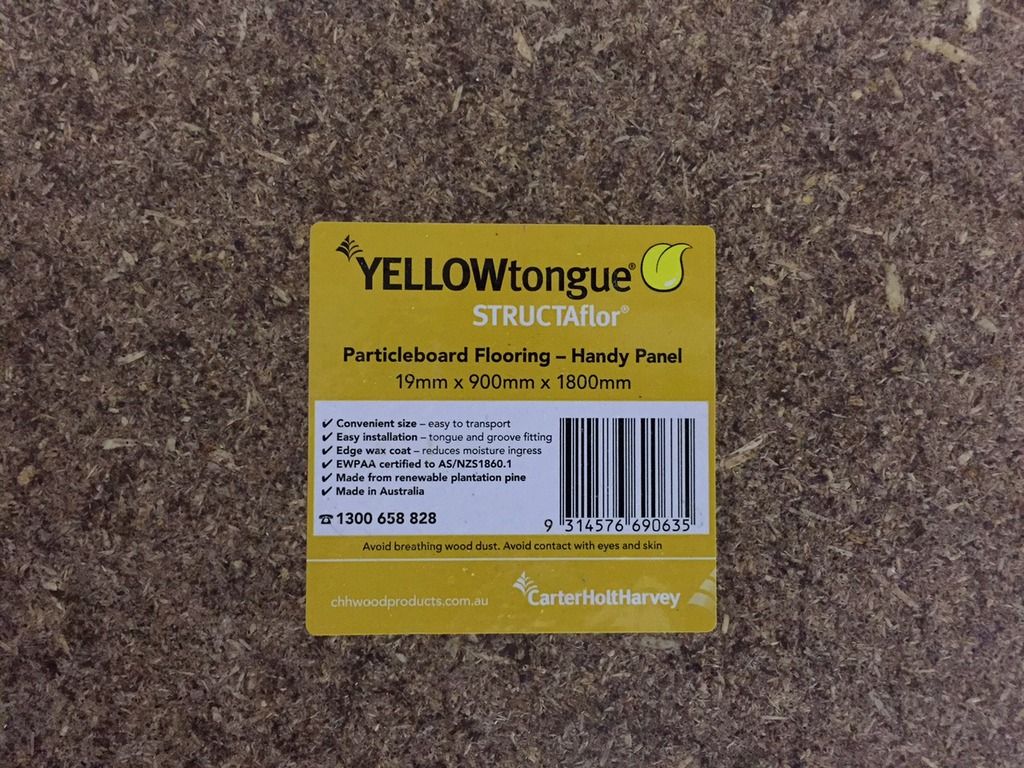 YELLOWtongue®
STRUCTAflor®
Particleboard Flooring – Handy Panel
19mm x 900mm x 1800mm
✔ Convenient size – easy to transport
✔ Easy installation – tongue and groove fitting
✔ Edge wax coat – reduces moisture ingress
✔ EWPAA certified to AS/NZS1860.1
✔ Made from renewable plantation pine
✔ Made in Australia
☎1300 658 828
9 314576 690635
Avoid breathing wood dust. Avoid contact with eyes and skin
chhwoodproducts.com.au
CarterHoltHarvey